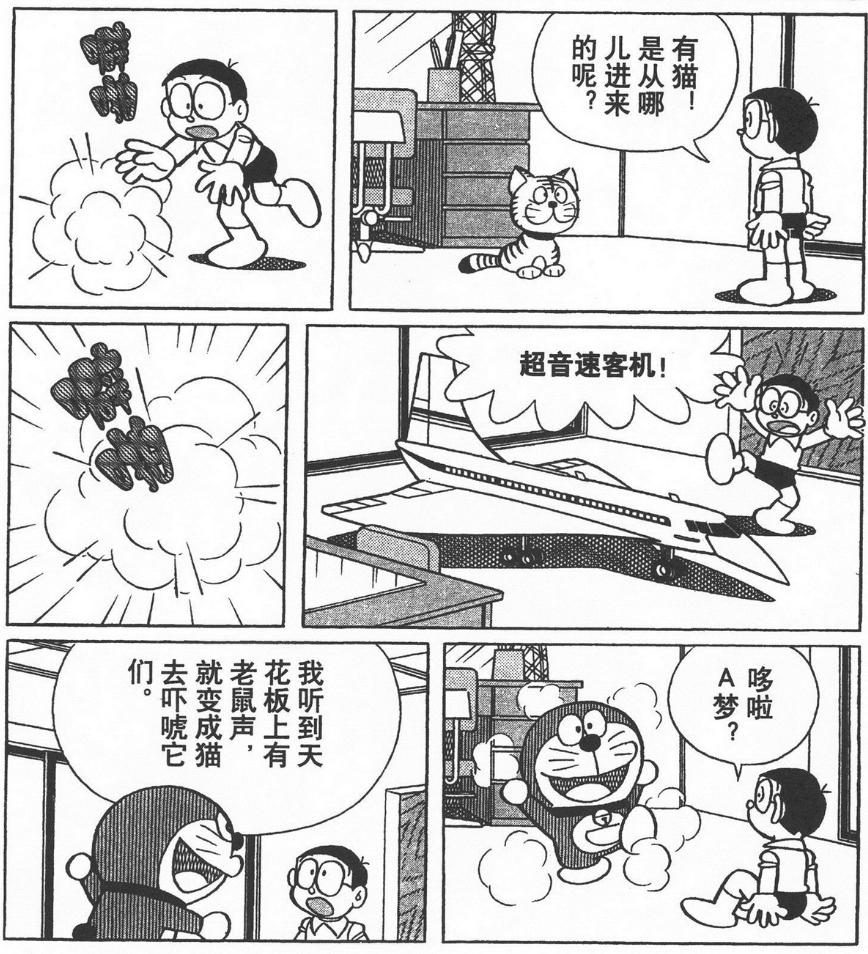 有猫！
是从哪
儿进来
的呢？
超音速客机！
哆啦
A梦？
我听到天
花板上有
老鼠声，
就变成猫
去吓唬它
们。